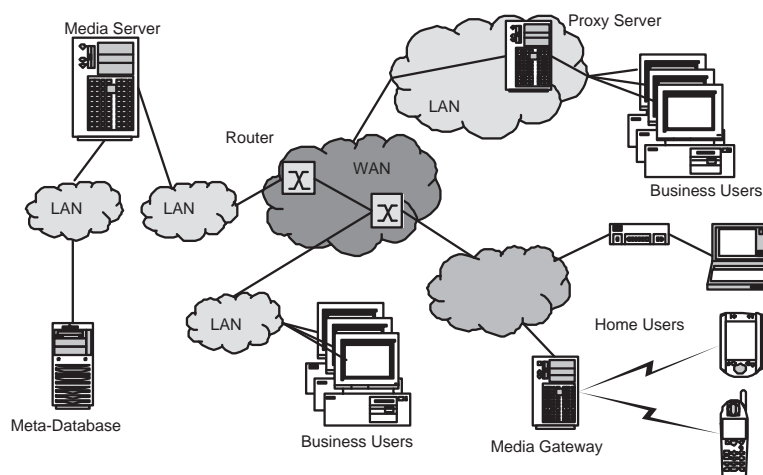 Media Server
Proxy Server
LAN
Router
WAN
Business Users
LAN
LAN
LAN
Home Users
Meta-Database
Business Users
Media Gateway